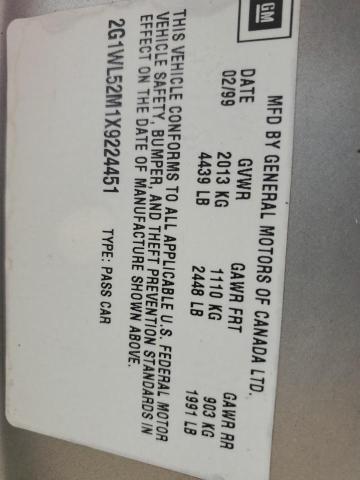 GM
MFD BY GENERAL MOTORS OF CANADA LTD.
DATE GVWR GAWR FRT GAWR RR
02/99 2013 KG 1110 KG 903 KG
4439 LB 2448 LB 1991 LB
THIS VEHICLE CONFORMS TO ALL APPLICABLE U.S. FEDERAL MOTOR
VEHICLE SAFETY, BUMPER, AND THEFT PREVENTION STANDARDS IN
EFFECT ON THE DATE OF MANUFACTURE SHOWN ABOVE.
2G1WL52M1X9224451 TYPE: PASS CAR